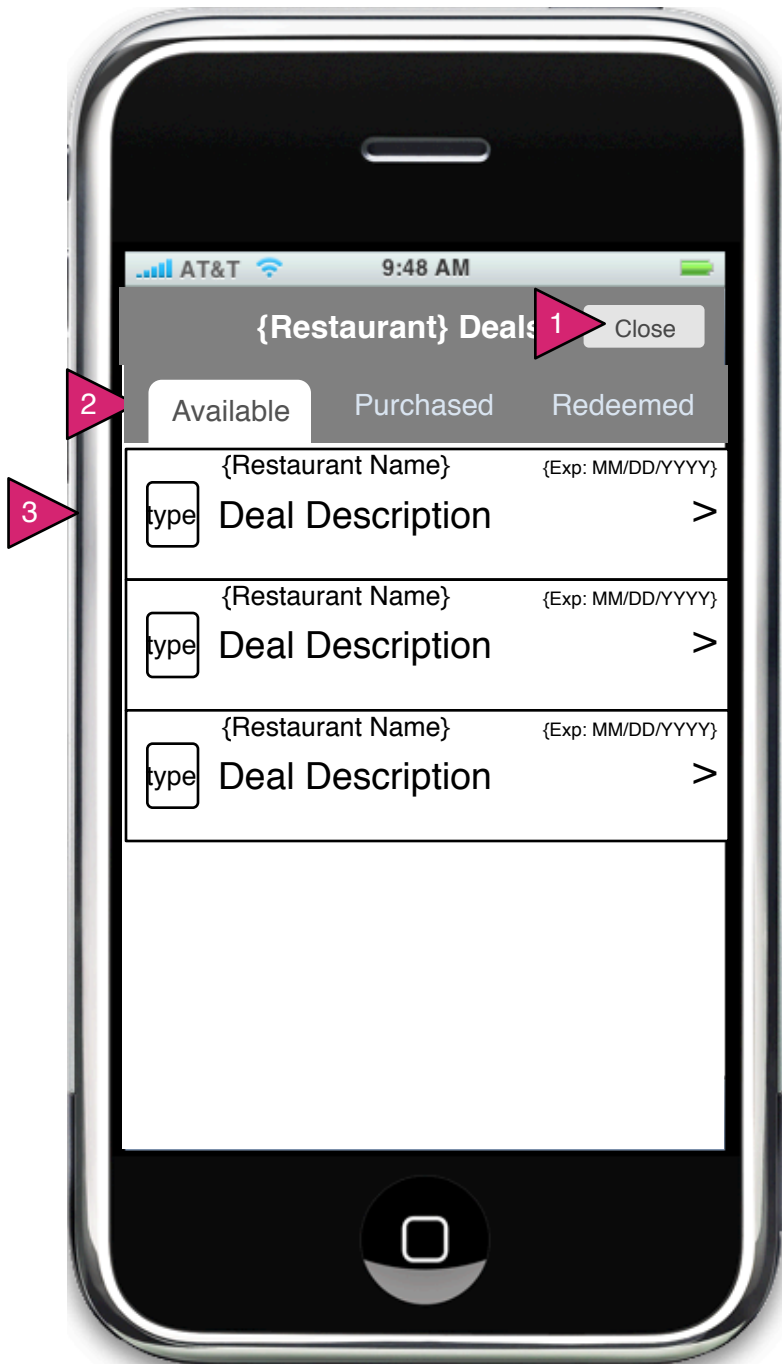 AT&T 9:48 AM
{Restaurant} Deals 1 Close
2 Available Purchased Redeemed
{Restaurant Name} {Exp: MM/DD/YYYY}
3 type Deal Description >
{Restaurant Name} {Exp: MM/DD/YYYY}
type Deal Description >
{Restaurant Name} {Exp: MM/DD/YYYY}
type Deal Description >